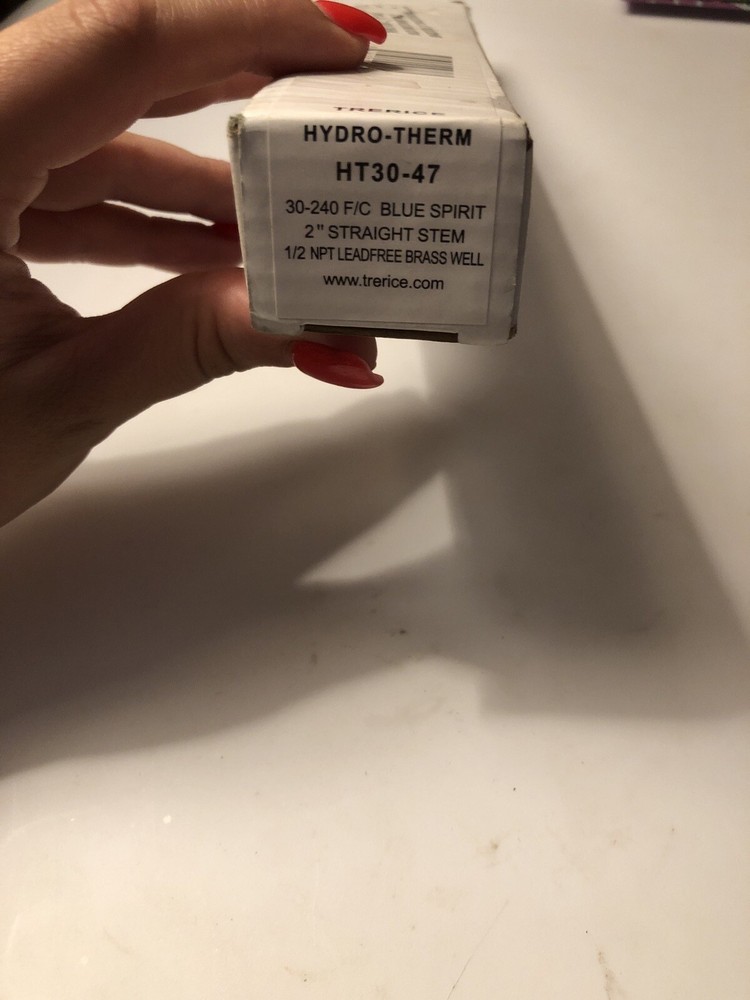 TRERICE
HYDRO-THERM
HT30-47
30-240 F/C BLUE SPIRIT
2" STRAIGHT STEM
1/2 NPT LEADFREE BRASS WELL
www.trerice.com